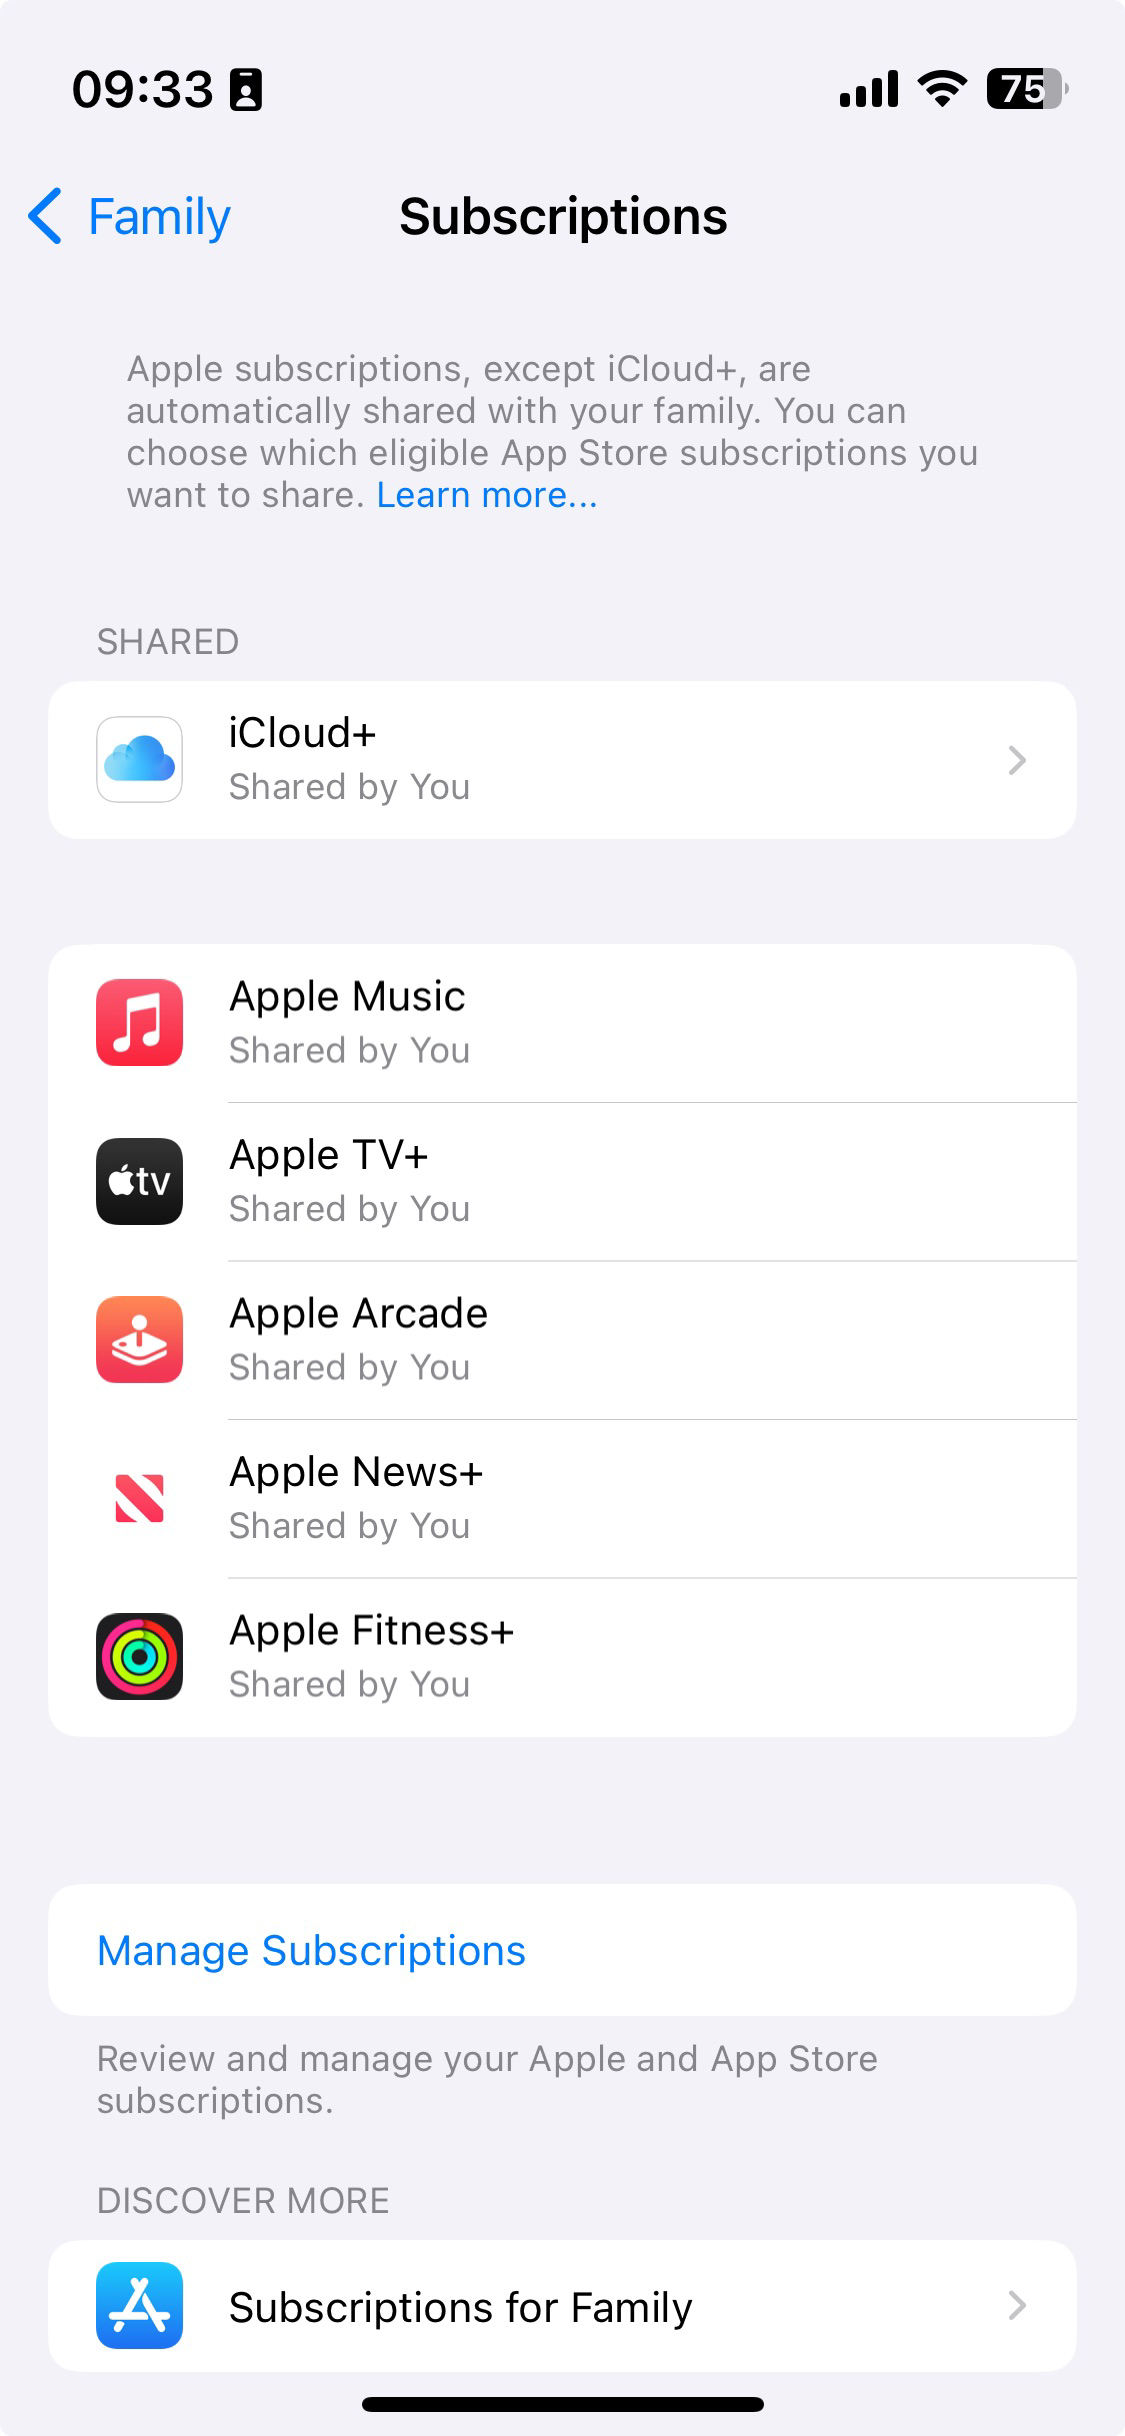 09:33
75
Family
Subscriptions
Apple subscriptions, except iCloud+, are
automatically shared with your family. You can
choose which eligible App Store subscriptions you
want to share. Learn more...
SHARED
iCloud+
Shared by You
Apple Music
Shared by You
tv
Apple TV+
Shared by You
Apple Arcade
Shared by You
Apple News+
Shared by You
Apple Fitness+
Shared by You
Manage Subscriptions
Review and manage your Apple and App Store
subscriptions.
DISCOVER MORE
Subscriptions for Family